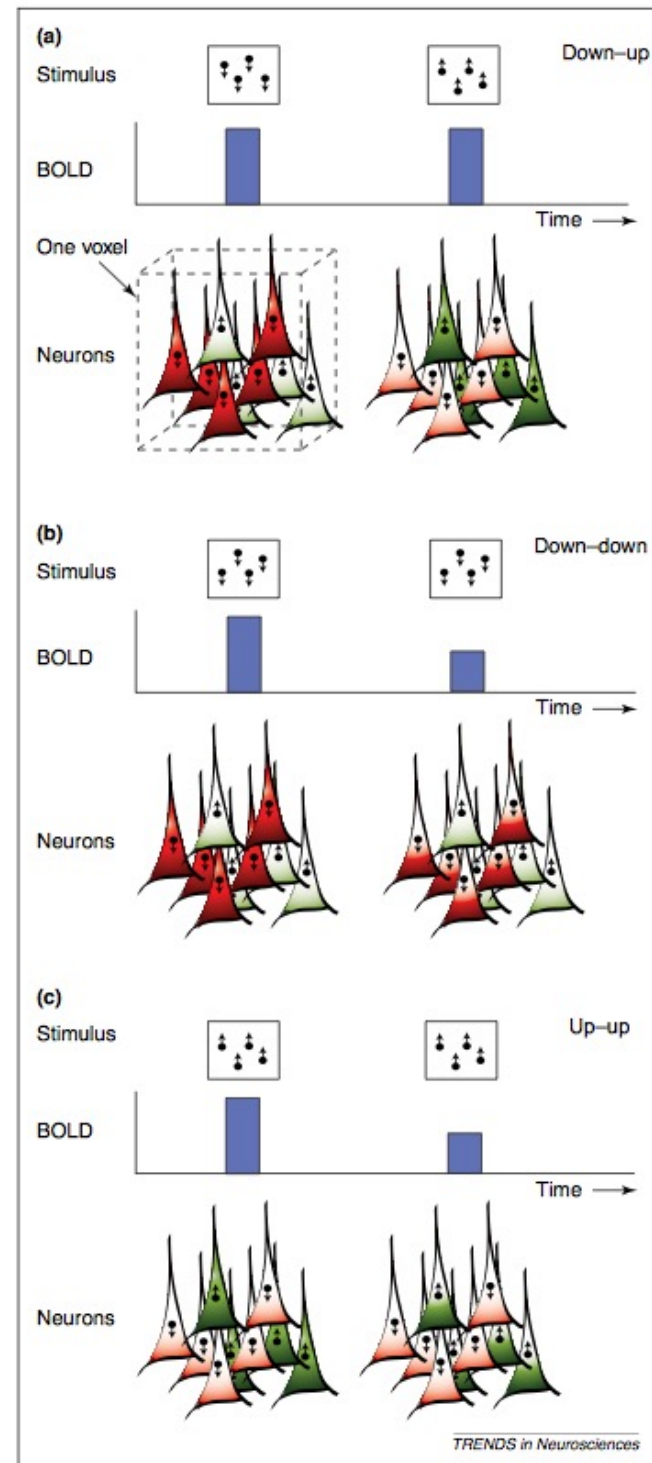 (a)
Stimulus
Down–up
BOLD
Time
One voxel
Neurons
(b)
Stimulus
Down–down
BOLD
Time
Neurons
(c)
Stimulus
Up–up
BOLD
Time
Neurons
TRENDS in Neurosciences